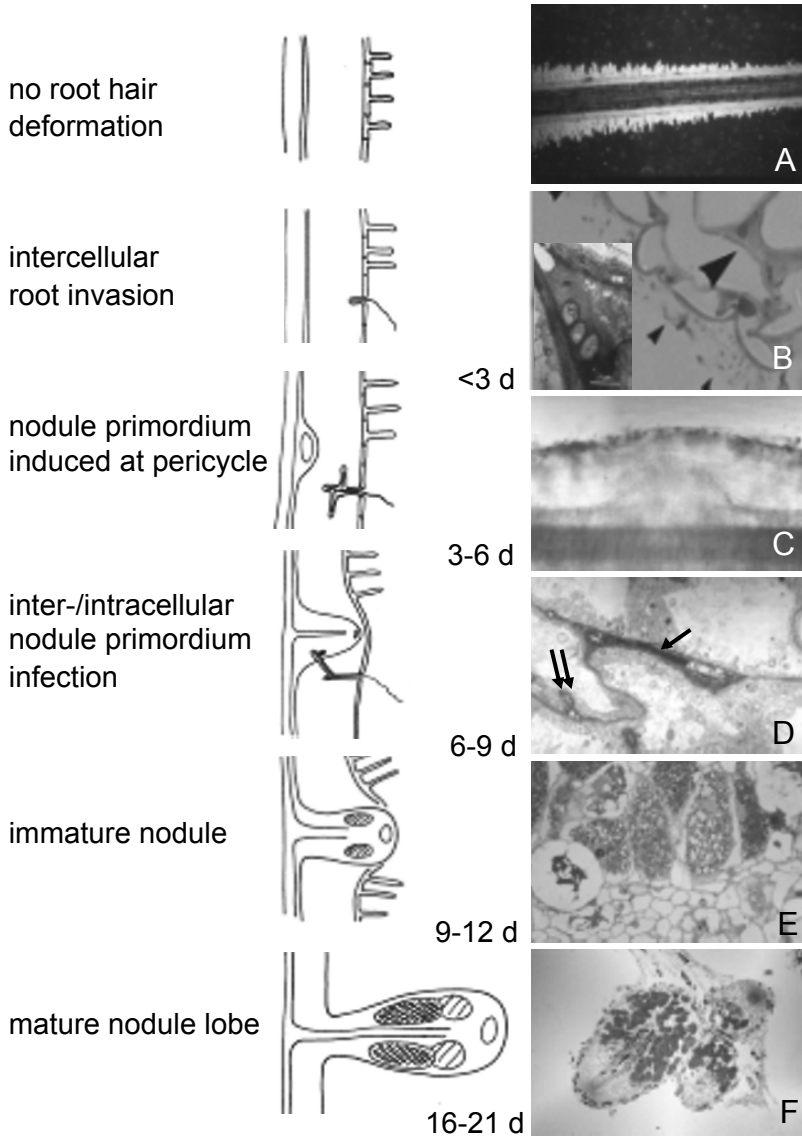 no root hair
deformation
A
intercellular
root invasion
B
<3 d
nodule primordium
induced at pericycle
C
3-6 d
inter-/intracellular
nodule primordium
infection
D
6-9 d
immature nodule
E
9-12 d
mature nodule lobe
F
16-21 d